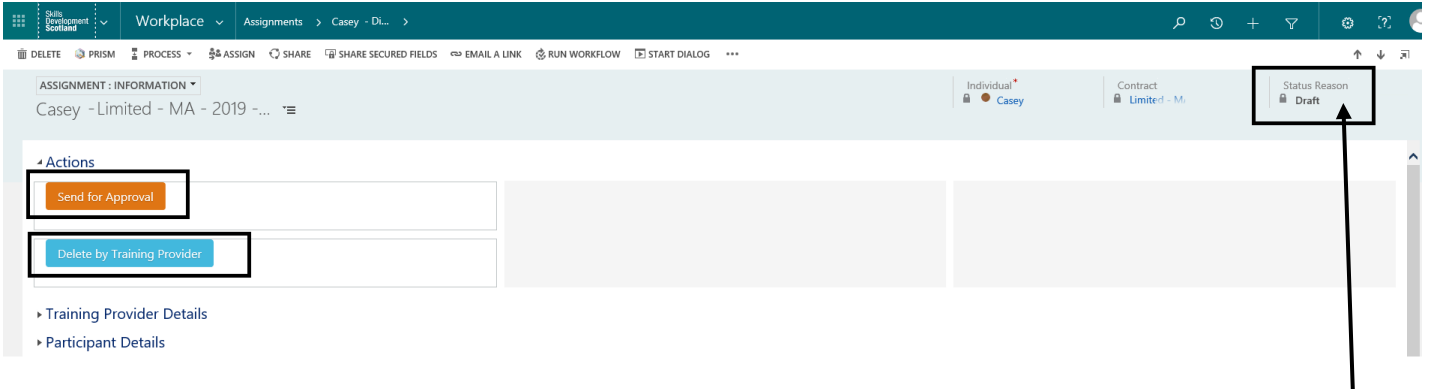 Skills
Development
Scotland
Workplace Assignments > Casey - Di... >
DELETE PRISM PROCESS ASSIGN SHARE SHARE SECURED FIELDS EMAIL A LINK RUN WORKFLOW START DIALOG •••
ASSIGNMENT : INFORMATION
Individual* Contract Status Reason
Casey Limited - M Draft
Casey - Limited - MA - 2019 -...
Actions
Send for Approval
Delete by Training Provider
Training Provider Details
Participant Details